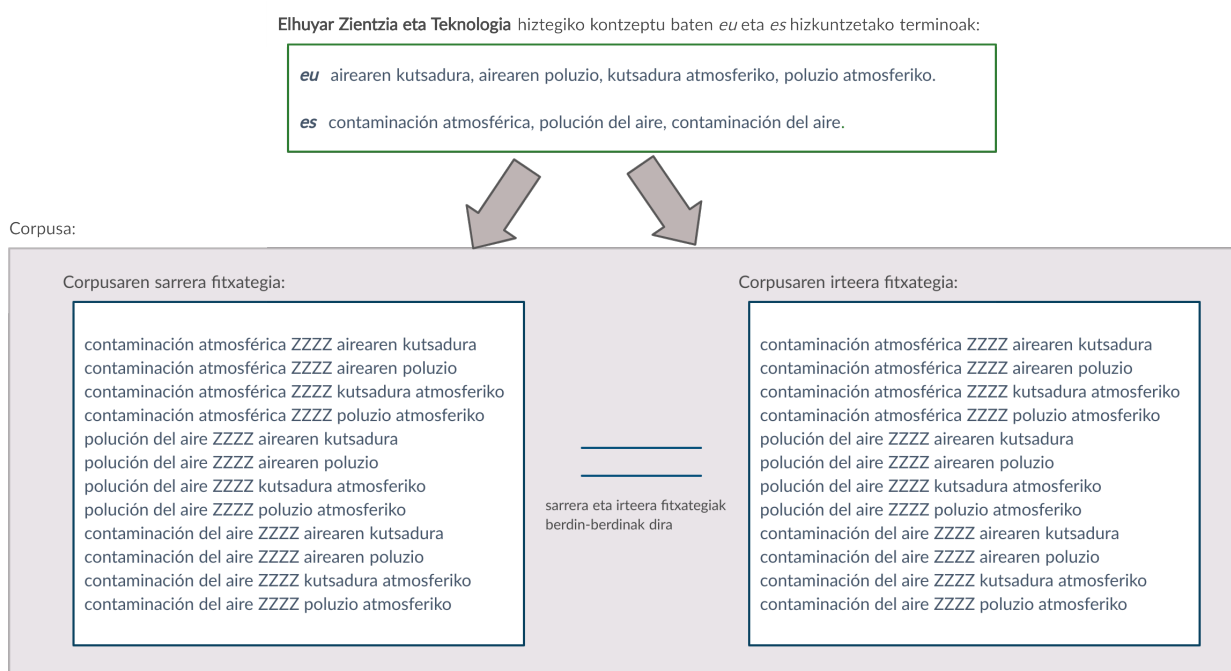 Elhuyar Zientzia eta Teknologia hiztegiko kontzeptu baten eu eta es hizkuntzetako terminoak:
eu airearen kutsadura, airearen poluzio, kutsadura atmosferiko, poluzio atmosferiko.
es contaminación atmosférica, polución del aire, contaminación del aire.
Corpusa:
Corpusaren sarrera fitxategia:
contaminación atmosférica ZZZZ airearen kutsadura
contaminación atmosférica ZZZZ airearen poluzio
contaminación atmosférica ZZZZ kutsadura atmosferiko
contaminación atmosférica ZZZZ poluzio atmosferiko
polución del aire ZZZZ airearen kutsadura
polución del aire ZZZZ airearen poluzio
polución del aire ZZZZ kutsadura atmosferiko
polución del aire ZZZZ poluzio atmosferiko
contaminación del aire ZZZZ airearen kutsadura
contaminación del aire ZZZZ airearen poluzio
contaminación del aire ZZZZ kutsadura atmosferiko
contaminación del aire ZZZZ poluzio atmosferiko
sarrera eta irteera fitxategiak
berdin-berdinak dira
Corpusaren irteera fitxategia:
contaminación atmosférica ZZZZ airearen kutsadura
contaminación atmosférica ZZZZ airearen poluzio
contaminación atmosférica ZZZZ kutsadura atmosferiko
contaminación atmosférica ZZZZ poluzio atmosferiko
polución del aire ZZZZ airearen kutsadura
polución del aire ZZZZ airearen poluzio
polución del aire ZZZZ kutsadura atmosferiko
polución del aire ZZZZ poluzio atmosferiko
contaminación del aire ZZZZ airearen kutsadura
contaminación del aire ZZZZ airearen poluzio
contaminación del aire ZZZZ kutsadura atmosferiko
contaminación del aire ZZZZ poluzio atmosferiko